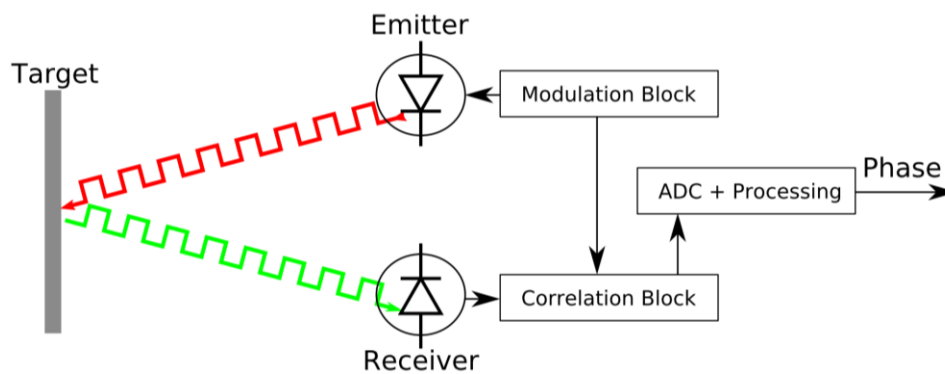 Emitter
Target
Modulation Block
Phase
ADC + Processing
Correlation Block
Receiver